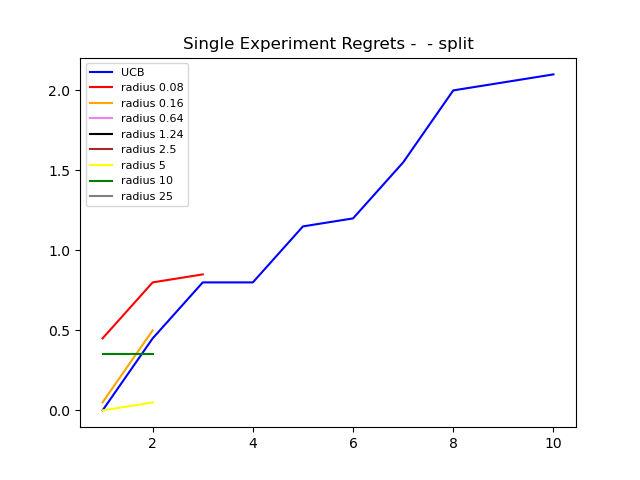 Single Experiment Regrets -  - split
UCB
radius 0.08
radius 0.16
radius 0.64
radius 1.24
radius 2.5
radius 5
radius 10
radius 25
2.0
1.5
1.0
0.5
0.0
2 4 6 8 10